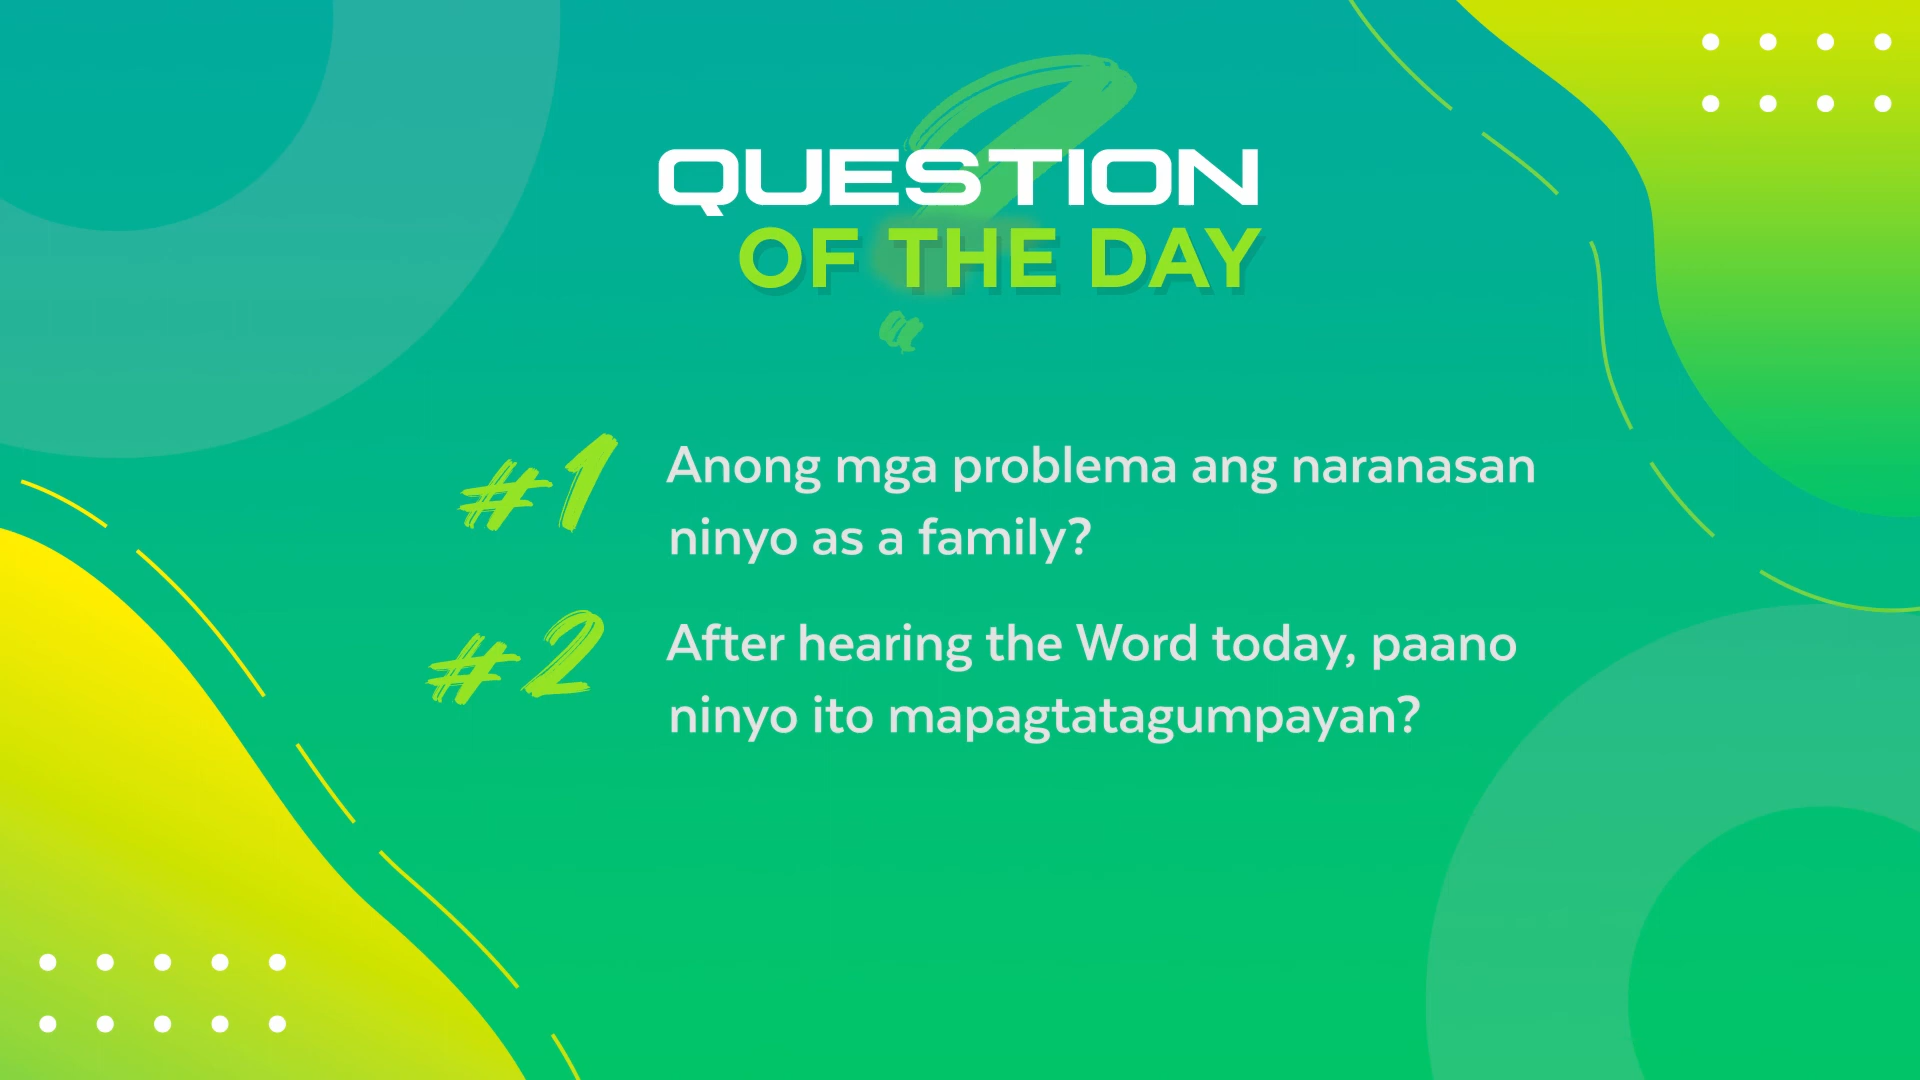 QUESTION
OF THE DAY
#1 Anong mga problema ang naranasan
ninyo as a family?
#2 After hearing the Word today, paano
ninyo ito mapagtatagumpayan?